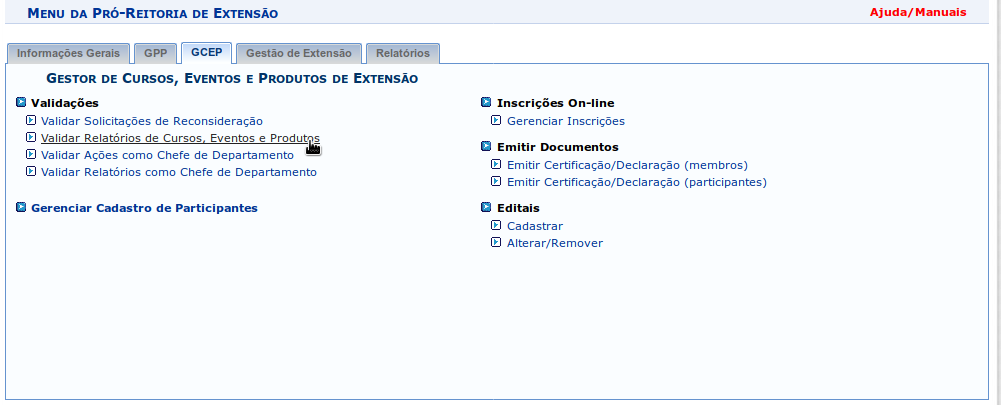 Menu da Pró-Reitoria de Extensão
Ajuda/Manuais
Informações Gerais
GPP
GCEP
Gestão de Extensão
Relatórios
Gestor de Cursos, Eventos e Produtos de Extensão
Validações
Validar Solicitações de Reconsideração
Validar Relatórios de Cursos, Eventos e Produtos
Validar Ações como Chefe de Departamento
Validar Relatórios como Chefe de Departamento
Gerenciar Cadastro de Participantes
Inscrições On-line
Gerenciar Inscrições
Emitir Documentos
Emitir Certificação/Declaração (membros)
Emitir Certificação/Declaração (participantes)
Editais
Cadastrar
Alterar/Remover